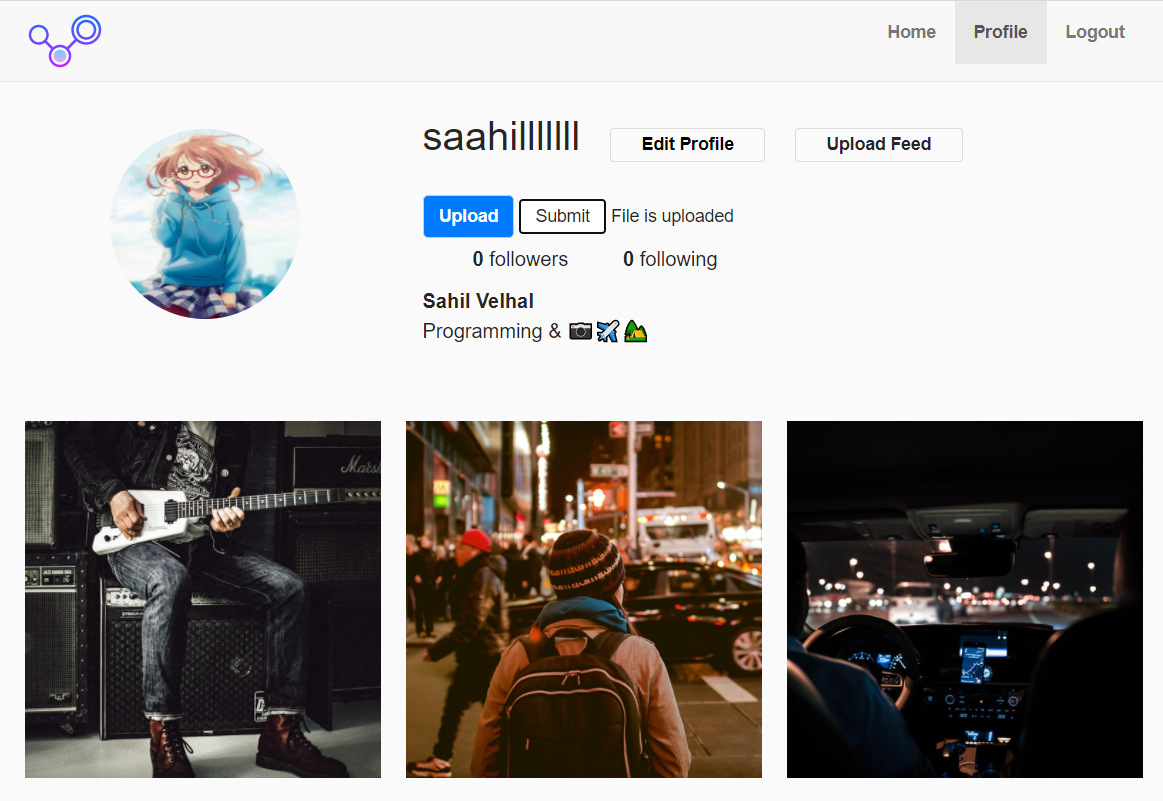 Home Profile Logout
saahilllllll Edit Profile Upload Feed
Upload Submit File is uploaded
0 followers 0 following
Sahil Velhal
Programming & 📷✈️🏕️
Marsh